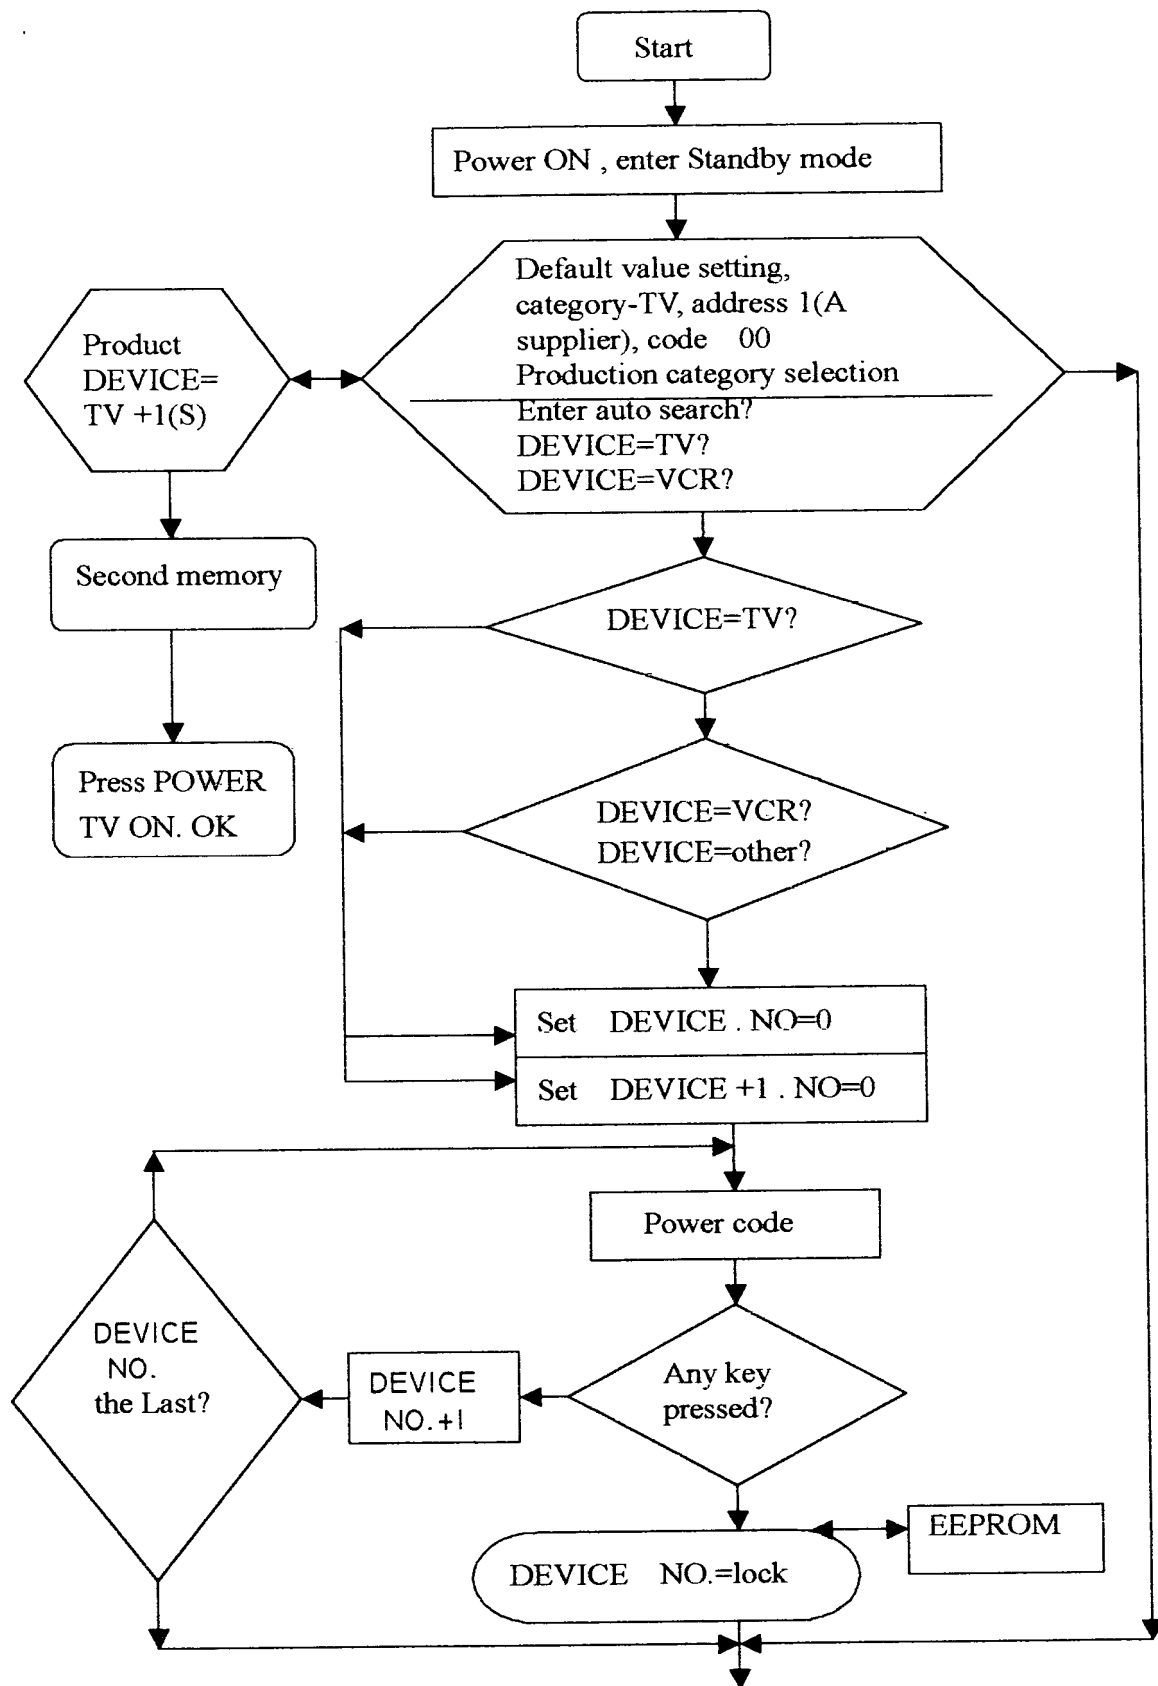 Start
Power ON , enter Standby mode
Default value setting,
category-TV, address 1(A
supplier), code 00
Production category selection
Enter auto search?
DEVICE=TV?
DEVICE=VCR?
Product
DEVICE=
TV +1(S)
Second memory
Press POWER
TV ON. OK
DEVICE=TV?
DEVICE=VCR?
DEVICE=other?
Set DEVICE . NO=0
Set DEVICE +1 . NO=0
Power code
Any key
pressed?
DEVICE
NO.+1
DEVICE
NO.
the Last?
DEVICE NO.=lock
EEPROM